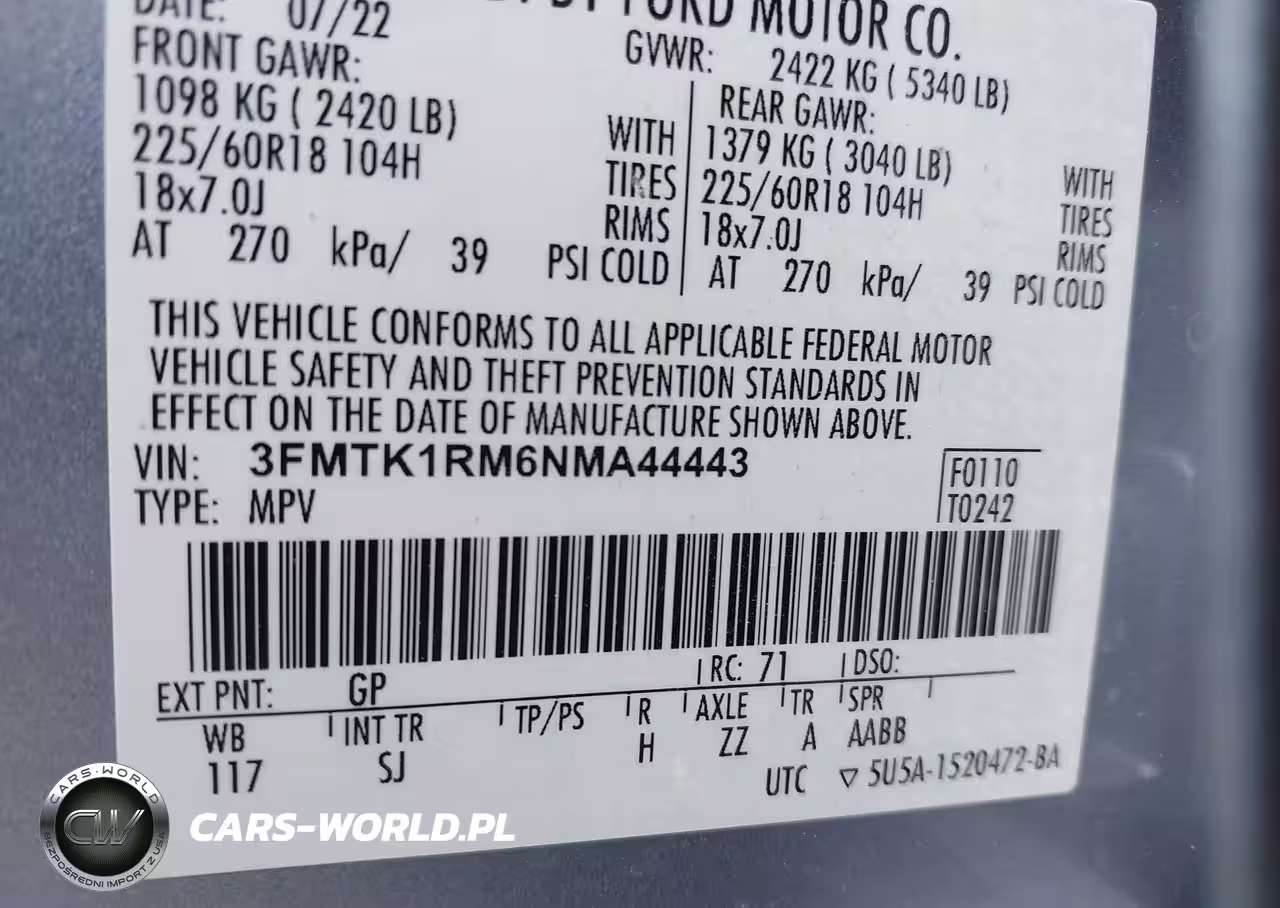 DATE: 07/22
FORD MOTOR CO.
FRONT GAWR:
1098 KG ( 2420 LB)
225/60R18 104H
18x7.0J
AT 270 kPa/ 39 PSI COLD
WITH
TIRES
RIMS
GVWR: 2422 KG ( 5340 LB)
REAR GAWR:
1379 KG ( 3040 LB)
225/60R18 104H
18x7.0J
AT 270 kPa/ 39 PSI COLD
WITH
TIRES
RIMS
THIS VEHICLE CONFORMS TO ALL APPLICABLE FEDERAL MOTOR
VEHICLE SAFETY AND THEFT PREVENTION STANDARDS IN
EFFECT ON THE DATE OF MANUFACTURE SHOWN ABOVE.
VIN: 3FMTK1RM6NMA44443
TYPE: MPV
F0110
T0242
EXT PNT: GP
RC: 71 DSO:
WB INT TR TP/PS R AXLE TR SPR
117 SJ H ZZ A AABB
UTC ▽ 5U5A-1520472-BA
CARS-WORLD
CW
BEZPOŚREDNI IMPORT Z USA
CARS-WORLD.PL